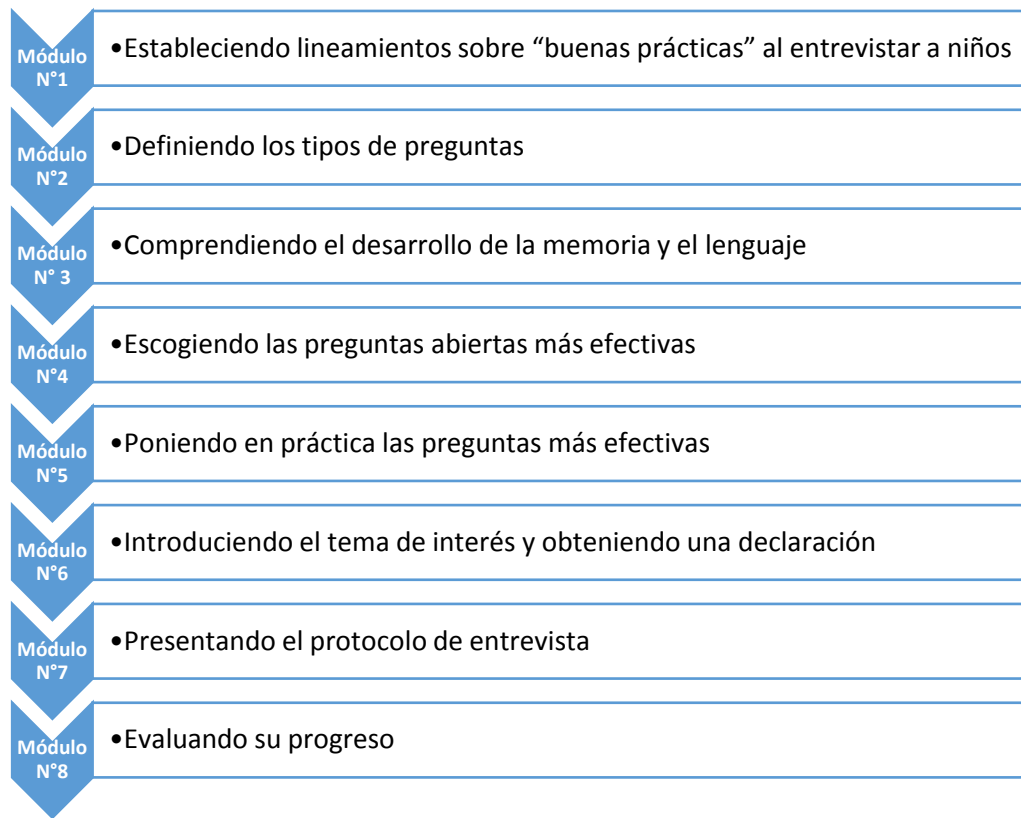 Módulo
N°1
•Estableciendo lineamientos sobre “buenas prácticas” al entrevistar a niños
Módulo
N°2
•Definiendo los tipos de preguntas
Módulo
N° 3
•Comprendiendo el desarrollo de la memoria y el lenguaje
Módulo
N°4
•Escogiendo las preguntas abiertas más efectivas
Módulo
N°5
•Poniendo en práctica las preguntas más efectivas
Módulo
N°6
•Introduciendo el tema de interés y obteniendo una declaración
Módulo
N°7
•Presentando el protocolo de entrevista
Módulo
N°8
•Evaluando su progreso